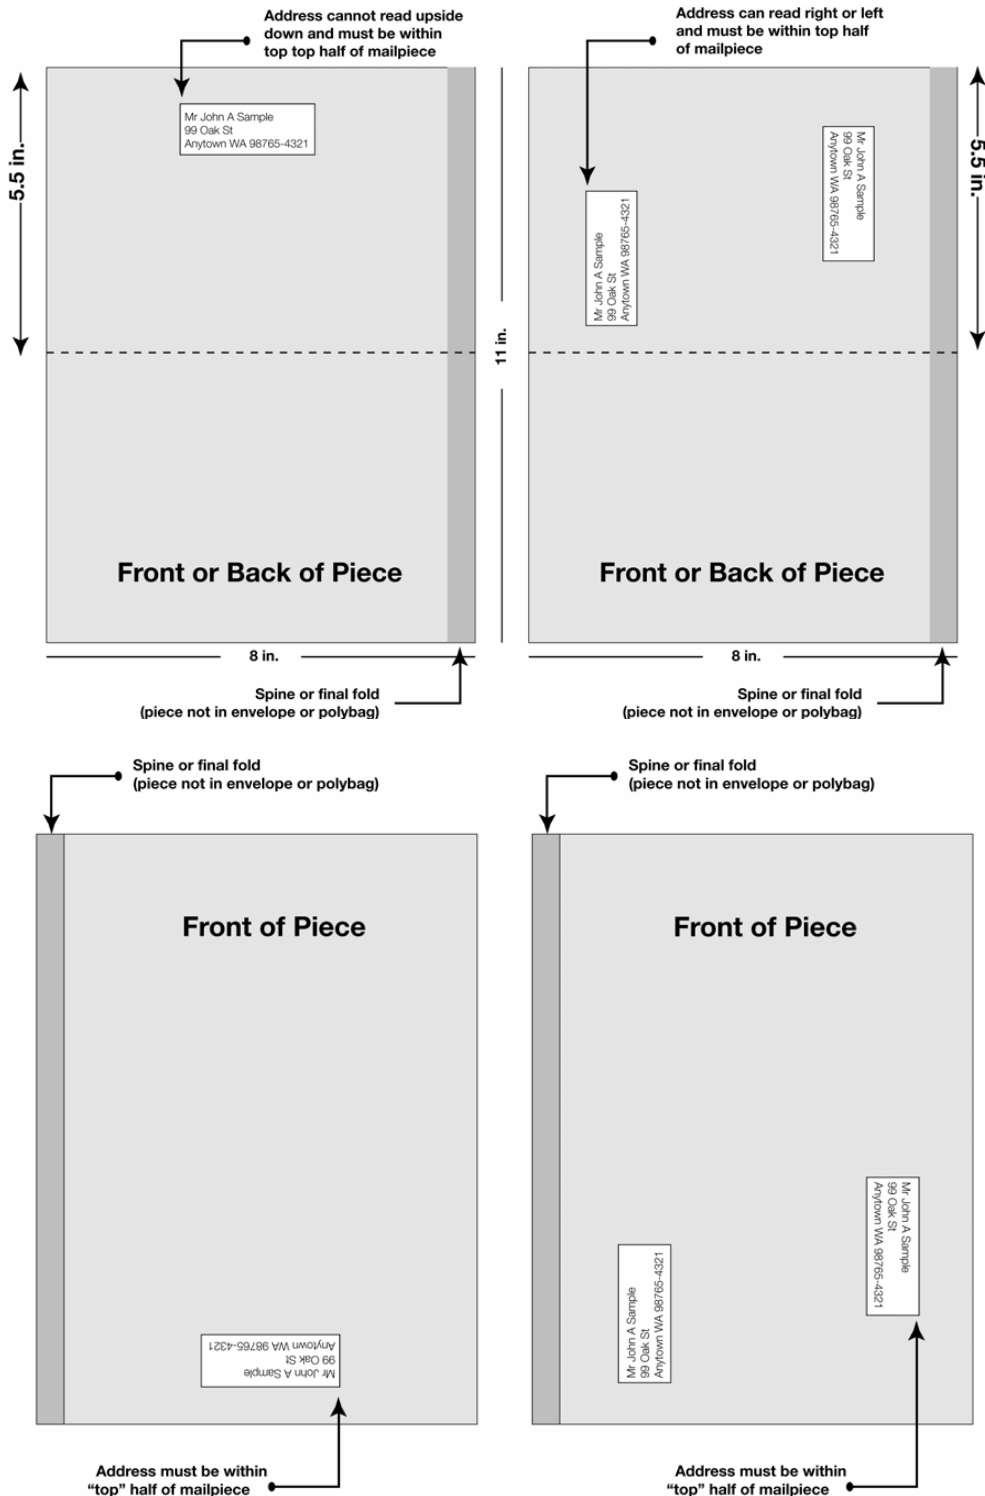 Address cannot read upside
down and must be within
top top half of mailpiece
Mr John A Sample
99 Oak St
Anytown WA 98765-4321
5.5 in.
Front or Back of Piece
8 in.
Spine or final fold
(piece not in envelope or polybag)
11 in.
Address can read right or left
and must be within top half
of mailpiece
Mr John A Sample
99 Oak St
Anytown WA 98765-4321
Mr John A Sample
99 Oak St
Anytown WA 98765-4321
5.5 in.
Front or Back of Piece
8 in.
Spine or final fold
(piece not in envelope or polybag)
Spine or final fold
(piece not in envelope or polybag)
Front of Piece
Mr John A Sample
99 Oak St
Anytown WA 98765-4321
Address must be within
“top” half of mailpiece
Spine or final fold
(piece not in envelope or polybag)
Front of Piece
Mr John A Sample
99 Oak St
Anytown WA 98765-4321
Mr John A Sample
99 Oak St
Anytown WA 98765-4321
Address must be within
“top” half of mailpiece